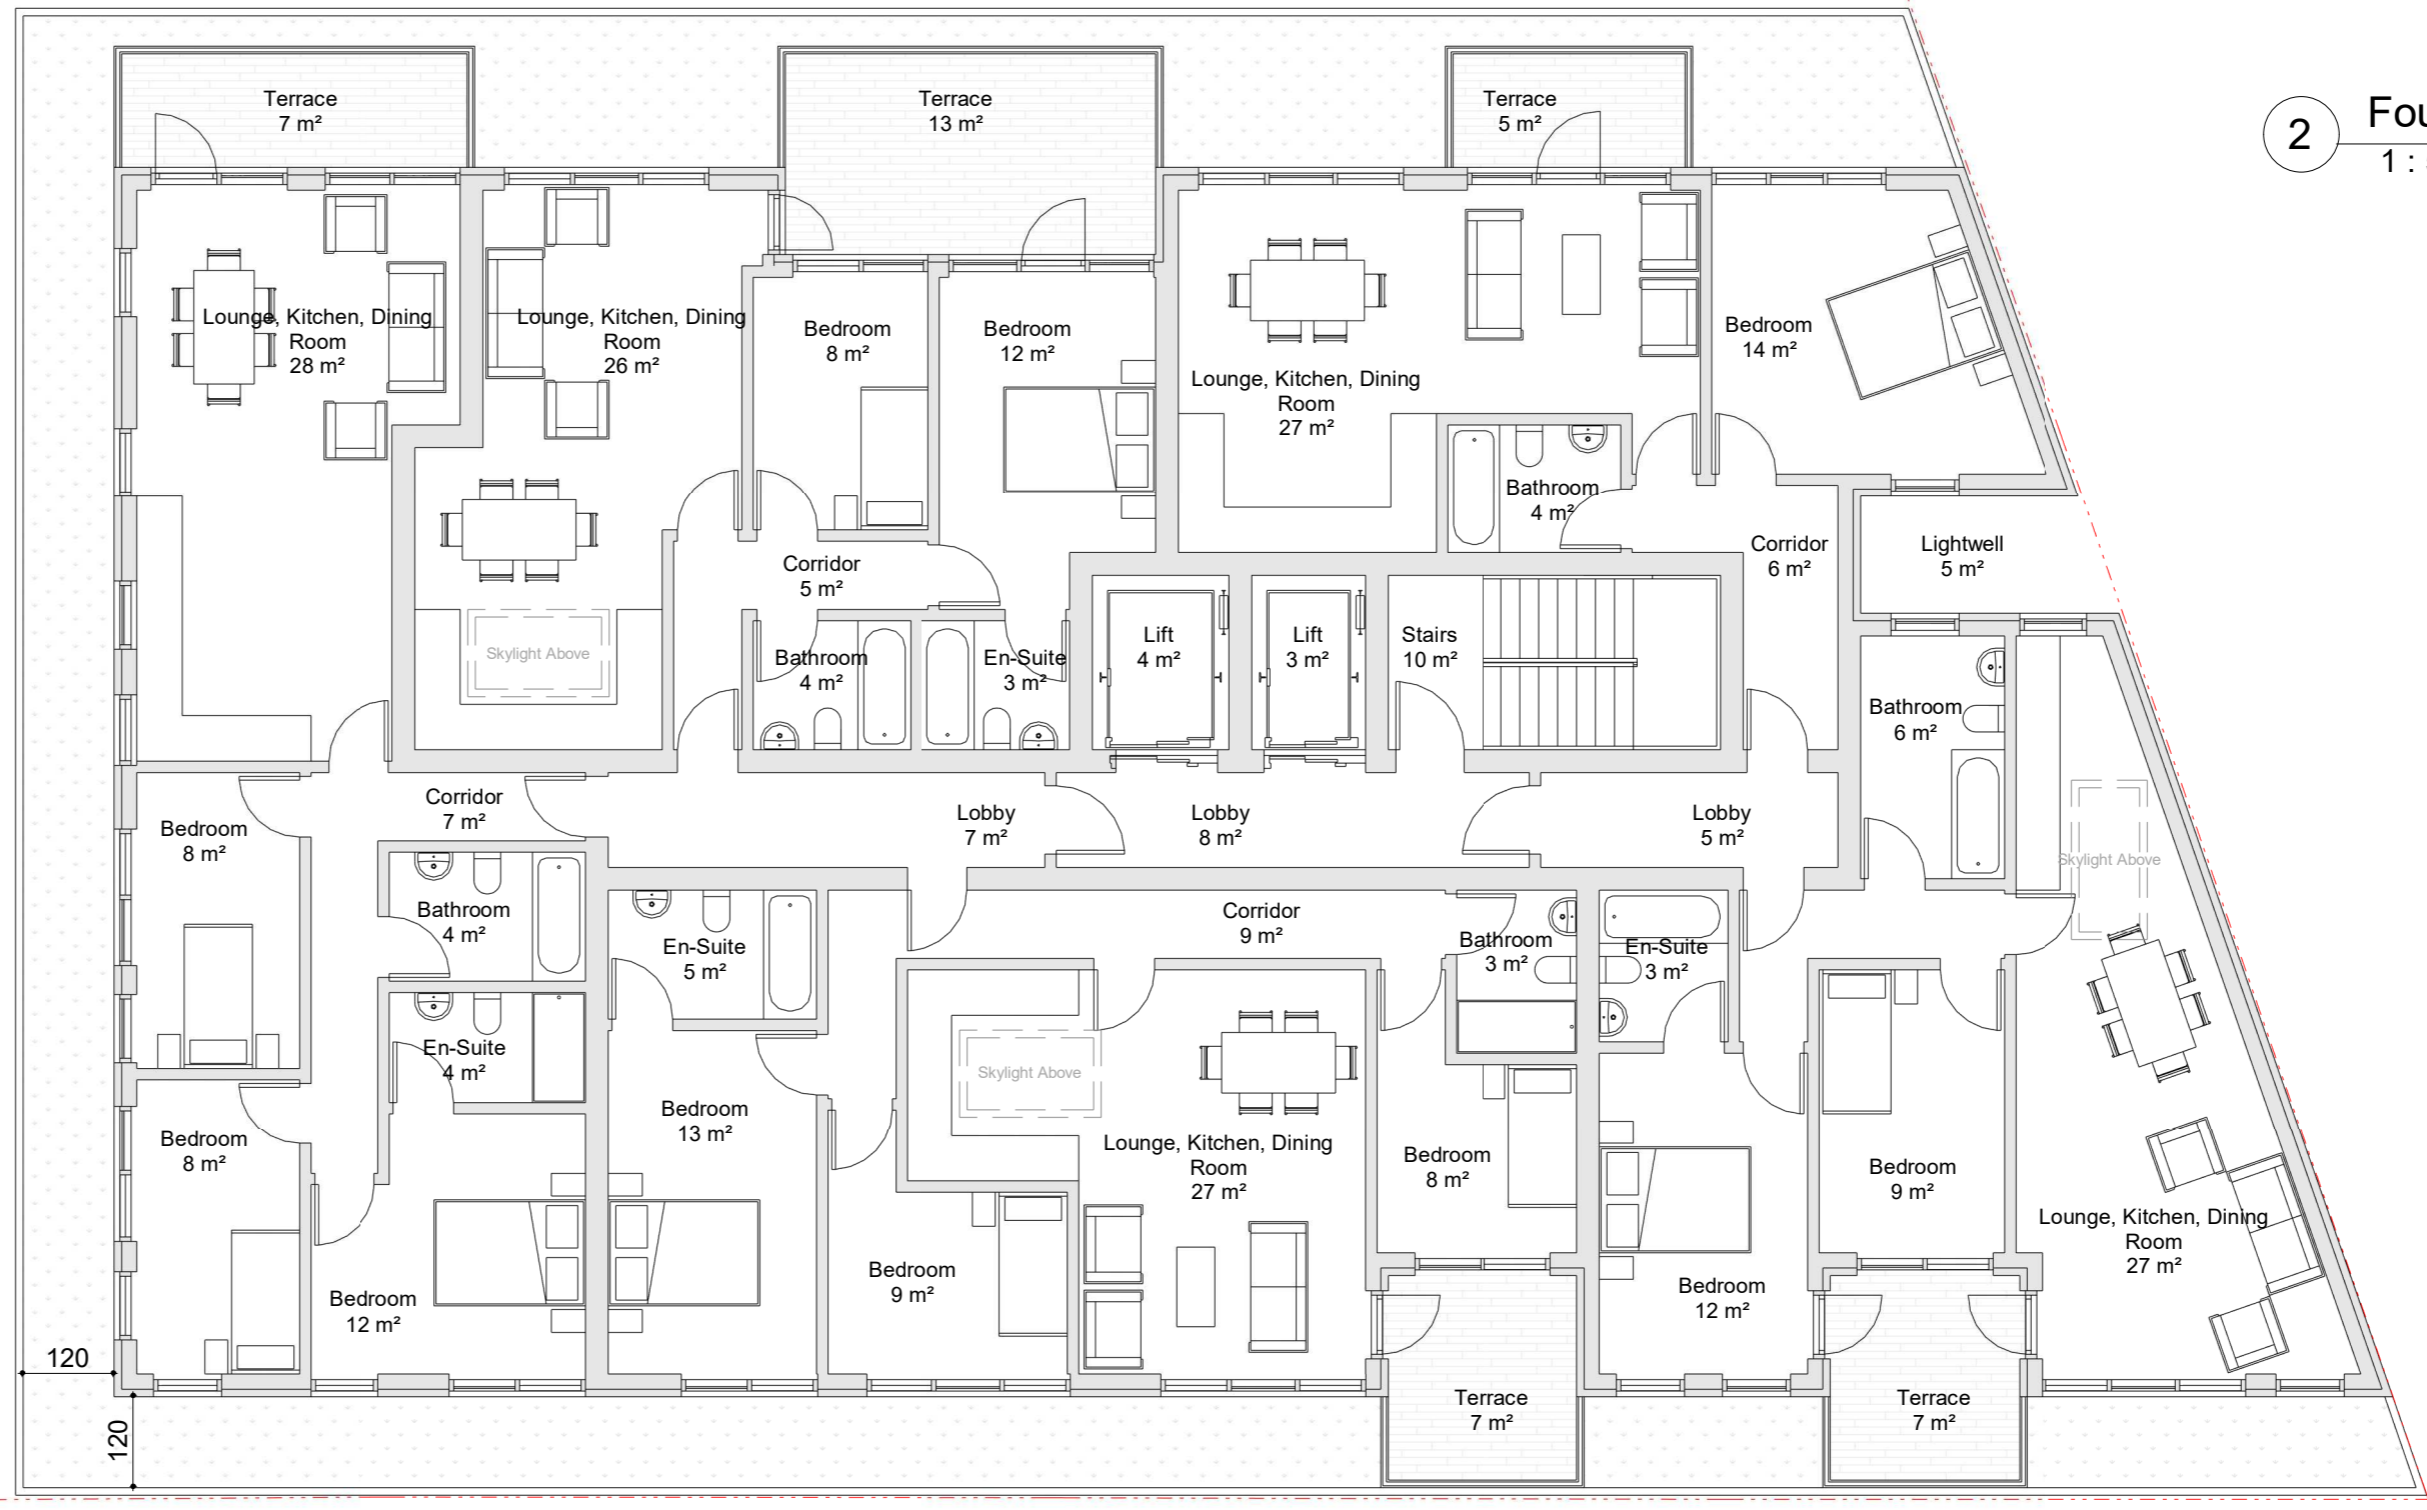 Terrace
7 m²
Terrace
13 m²
Terrace
5 m²
2
1 :
Lounge, Kitchen, Dining
Room
28 m²
Lounge, Kitchen, Dining
Room
26 m²
Bedroom
8 m²
Bedroom
12 m²
Lounge, Kitchen, Dining
Room
27 m²
Bedroom
14 m²
Bathroom
4 m²
Corridor
5 m²
Corridor
6 m²
Lightwell
5 m²
Skylight Above
Bathroom
4 m²
En-Suite
3 m²
Lift
4 m²
Lift
3 m²
Stairs
10 m²
Bathroom
6 m²
Bedroom
8 m²
Corridor
7 m²
Lobby
7 m²
Lobby
8 m²
Lobby
5 m²
Skylight Above
Bathroom
4 m²
En-Suite
5 m²
Corridor
9 m²
Bathroom
3 m²
En-Suite
3 m²
En-Suite
4 m²
Skylight Above
Bedroom
8 m²
Bedroom
13 m²
Lounge, Kitchen, Dining
Room
27 m²
Bedroom
8 m²
Bedroom
9 m²
Lounge, Kitchen, Dining
Room
27 m²
Bedroom
12 m²
Bedroom
9 m²
Bedroom
12 m²
120
120
Terrace
7 m²
Terrace
7 m²